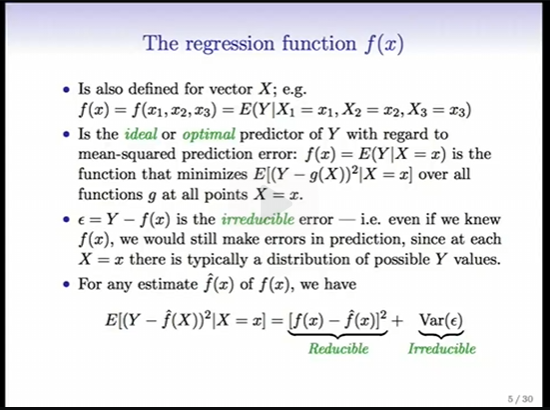 The regression function f(x)
• Is also defined for vector X; e.g.
f(x) = f(x₁, x₂, x₃) = E(Y|X₁ = x₁, X₂ = x₂, X₃ = x₃)
• Is the ideal or optimal predictor of Y with regard to
mean-squared prediction error: f(x) = E(Y|X = x) is the
function that minimizes E[(Y − g(X))²|X = x] over all
functions g at all points X = x.
• ϵ = Y − f(x) is the irreducible error — i.e. even if we knew
f(x), we would still make errors in prediction, since at each
X = x there is typically a distribution of possible Y values.
• For any estimate f̂(x) of f(x), we have
E[(Y − f̂(X))²|X = x] = [f(x) − f̂(x)]² + Var(ϵ)
Reducible Irreducible
5 / 30